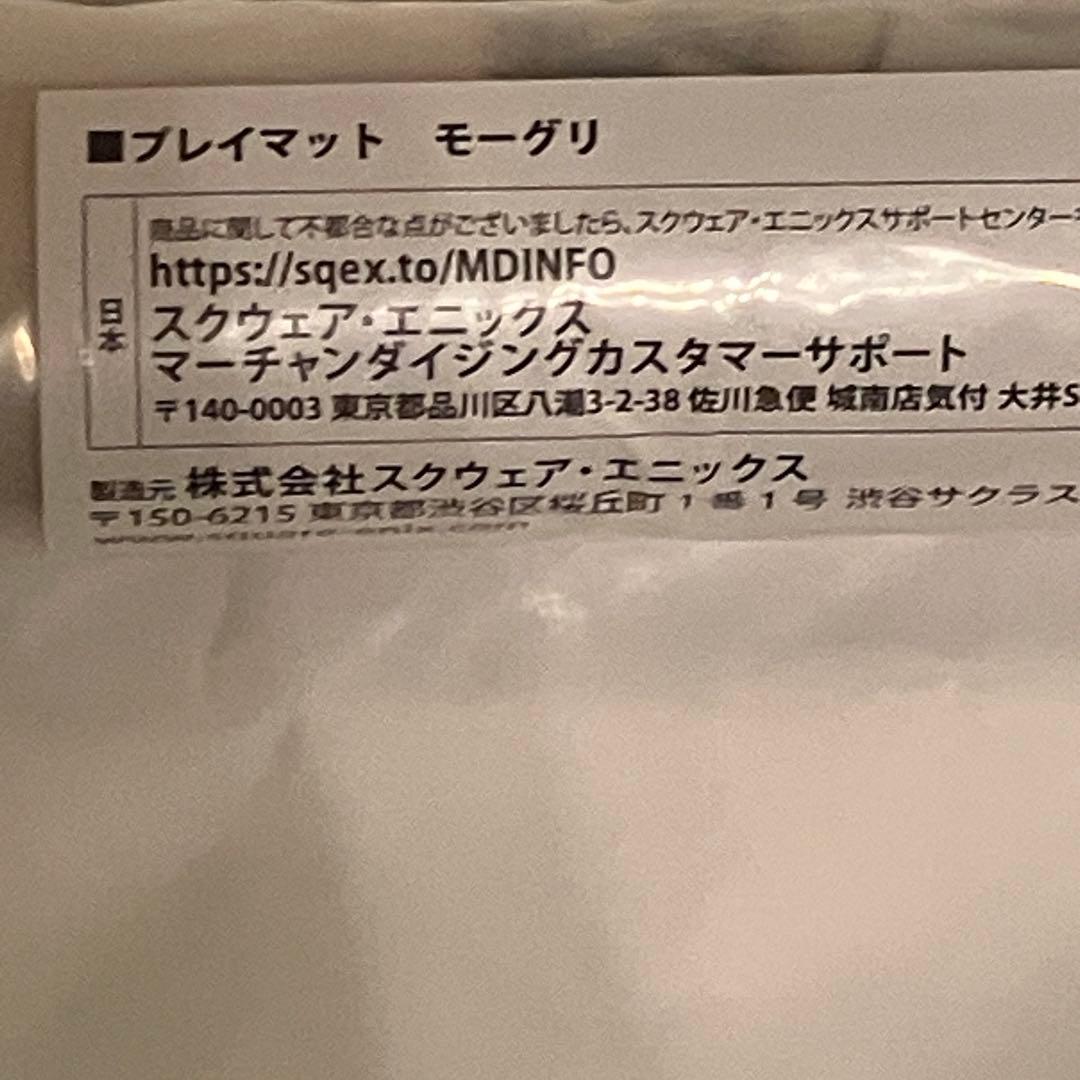 ■プレイマット　モーグリ
商品に関して不都合な点がございましたら、スクウェア・エニックスサポートセンター
https://sqex.to/MDINFO
日本
スクウェア・エニックス
マーチャンダイジングカスタマーサポート
〒140-0003 東京都品川区八潮3-2-38 佐川急便 城南店気付 大井S
製造元 株式会社スクウェア・エニックス
〒150-6215 東京都渋谷区桜丘町1番1号 渋谷サクラス
www.square-enix.com